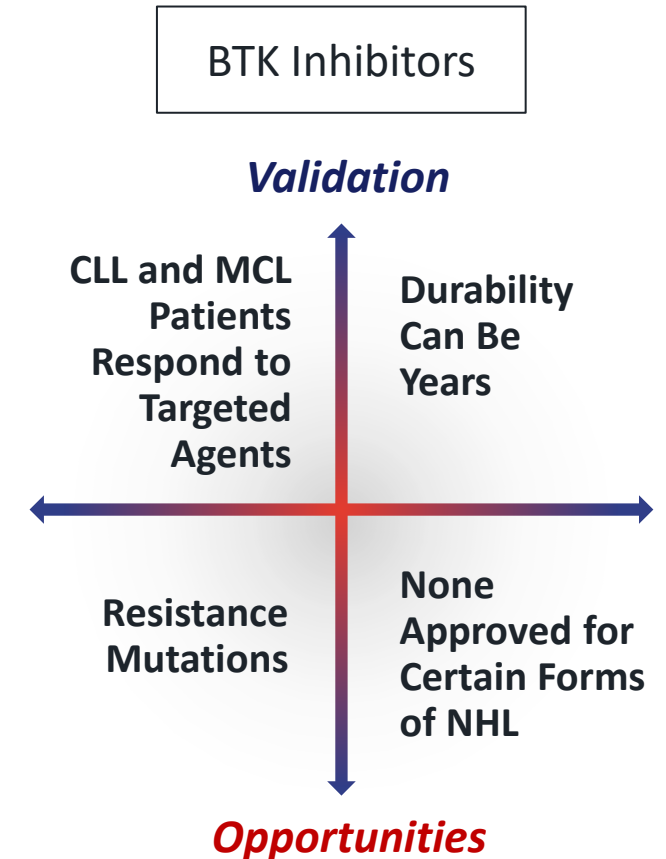 BTK Inhibitors
Validation
CLL and MCL
Patients
Respond to
Targeted
Agents
Durability
Can Be
Years
Resistance
Mutations
None
Approved for
Certain Forms
of NHL
Opportunities